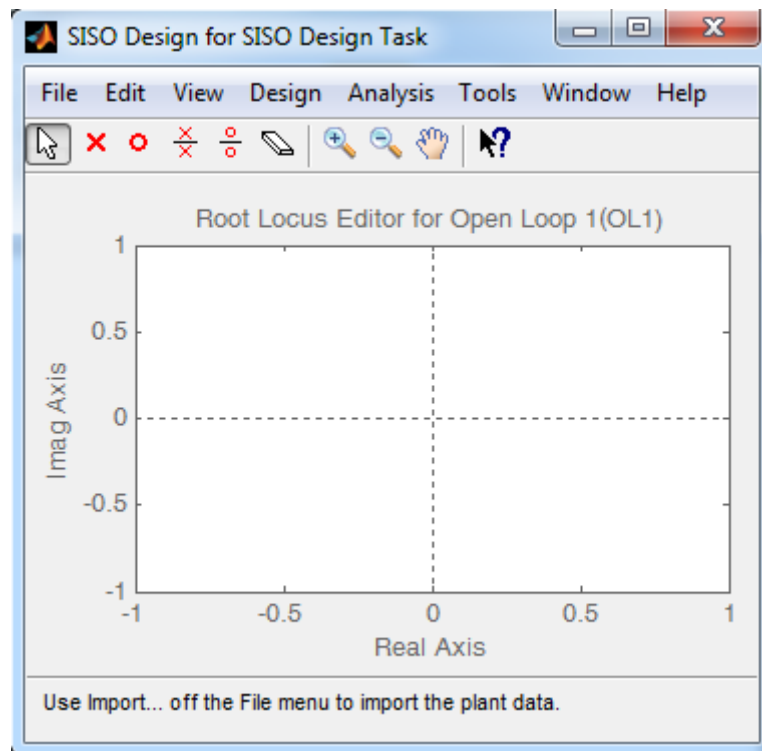 SISO Design for SISO Design Task
File Edit View Design Analysis Tools Window Help
Root Locus Editor for Open Loop 1(OL1)
1
0.5
0
-0.5
-1
Imag Axis
-1 -0.5 0 0.5 1
Real Axis
Use Import... off the File menu to import the plant data.